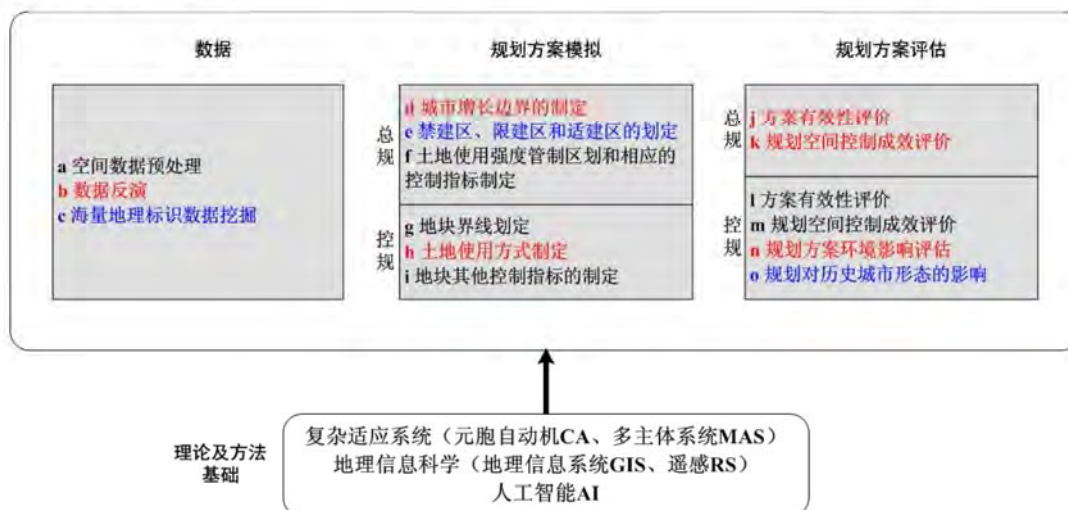 数据
a 空间数据预处理
b 数据反演
c 海量地理标识数据挖掘
规划方案模拟
总规
d 城市增长边界的制定
e 禁建区、限建区和适建区的划定
f 土地使用强度管制区划和相应的
控制指标制定
控规
g 地块界线划定
h 土地使用方式制定
i 地块其他控制指标的制定
规划方案评估
总规
j 方案有效性评价
k 规划空间控制成效评价
控规
l 方案有效性评价
m 规划空间控制成效评价
n 规划方案环境影响评估
o 规划对历史城市形态的影响
理论及方法
基础
复杂适应系统（元胞自动机CA、多主体系统MAS）
地理信息科学（地理信息系统GIS、遥感RS）
人工智能AI